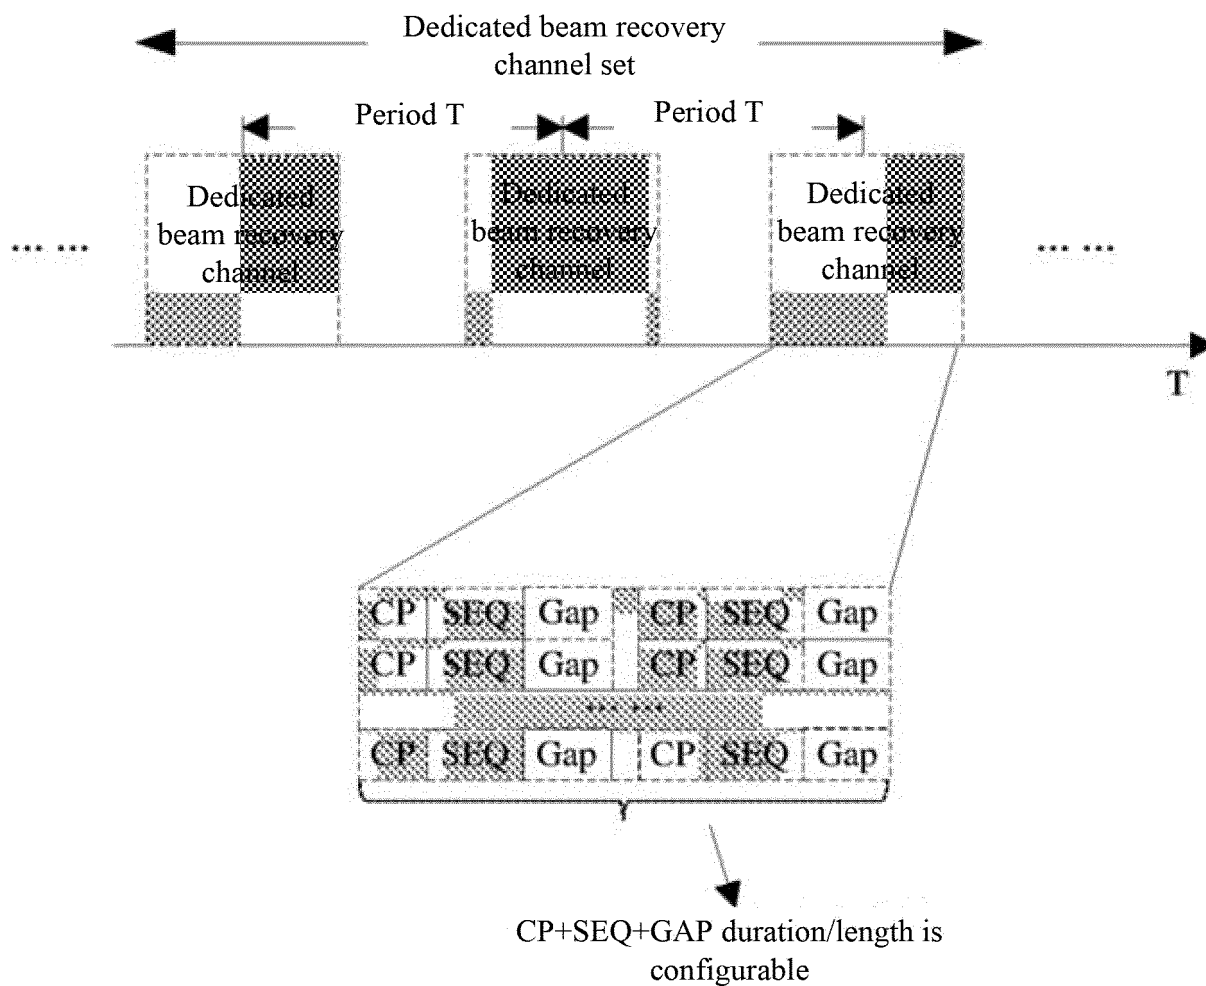 Dedicated beam recovery
channel set
Period T
Period T
Dedicated
beam recovery
channel
Dedicated
beam recovery
channel
Dedicated
beam recovery
channel
... ...
... ...
T
CP SEQ Gap CP SEQ Gap
CP SEQ Gap CP SEQ Gap
... ...
CP SEQ Gap CP SEQ Gap
CP+SEQ+GAP duration/length is
configurable